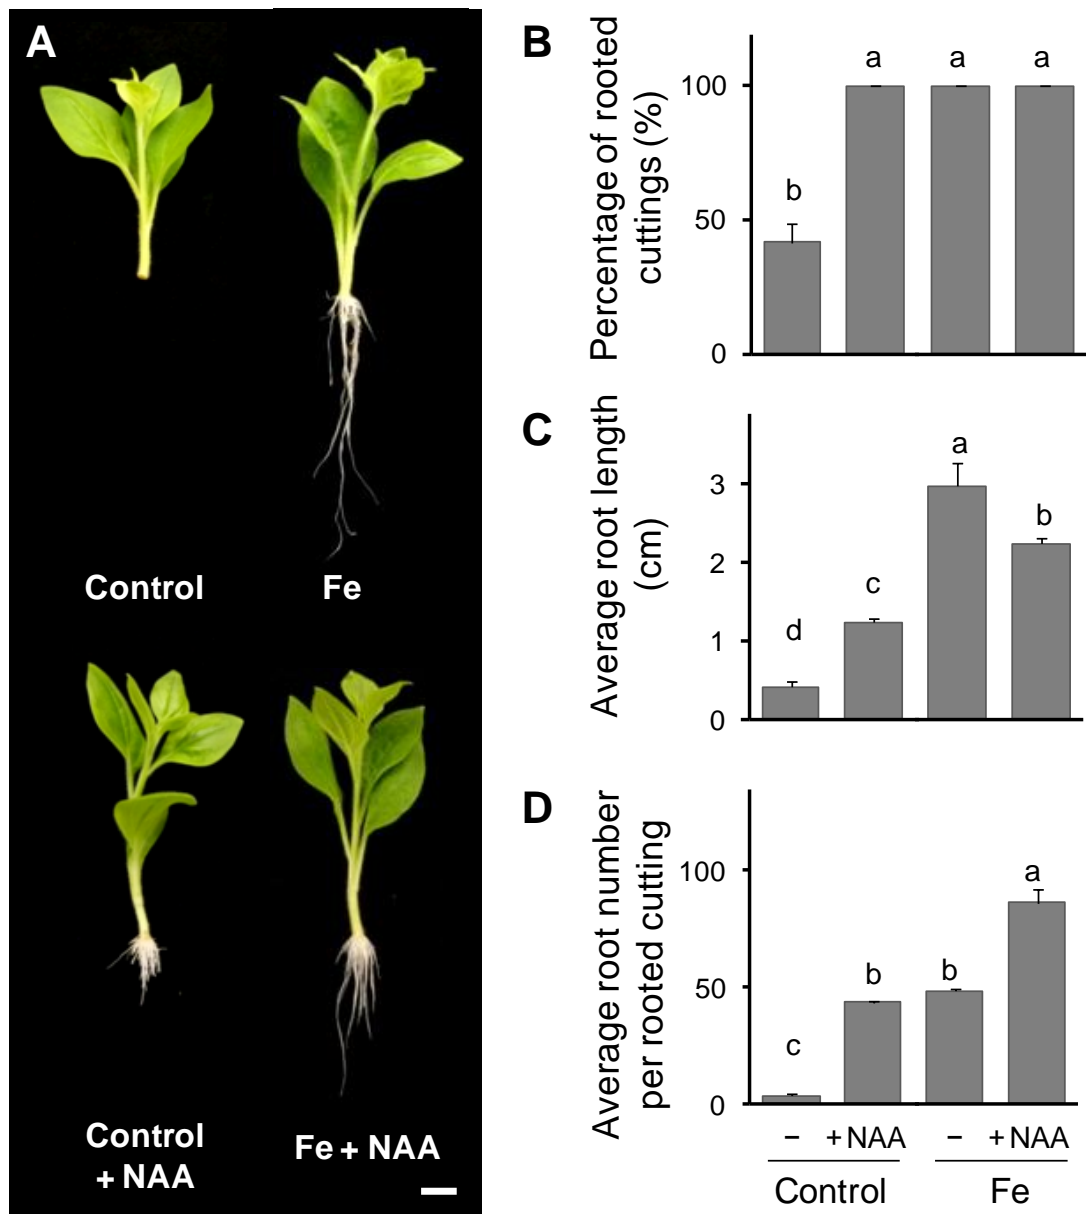 A
Control
Fe
Control
+ NAA
Fe + NAA
B
Percentage of rooted
cuttings (%)
100
50
0
b
a
a
a
C
Average root length
(cm)
3
2
1
0
d
c
a
b
D
Average root number
per rooted cutting
100
50
0
c
b
b
a
− + NAA − + NAA
Control Fe